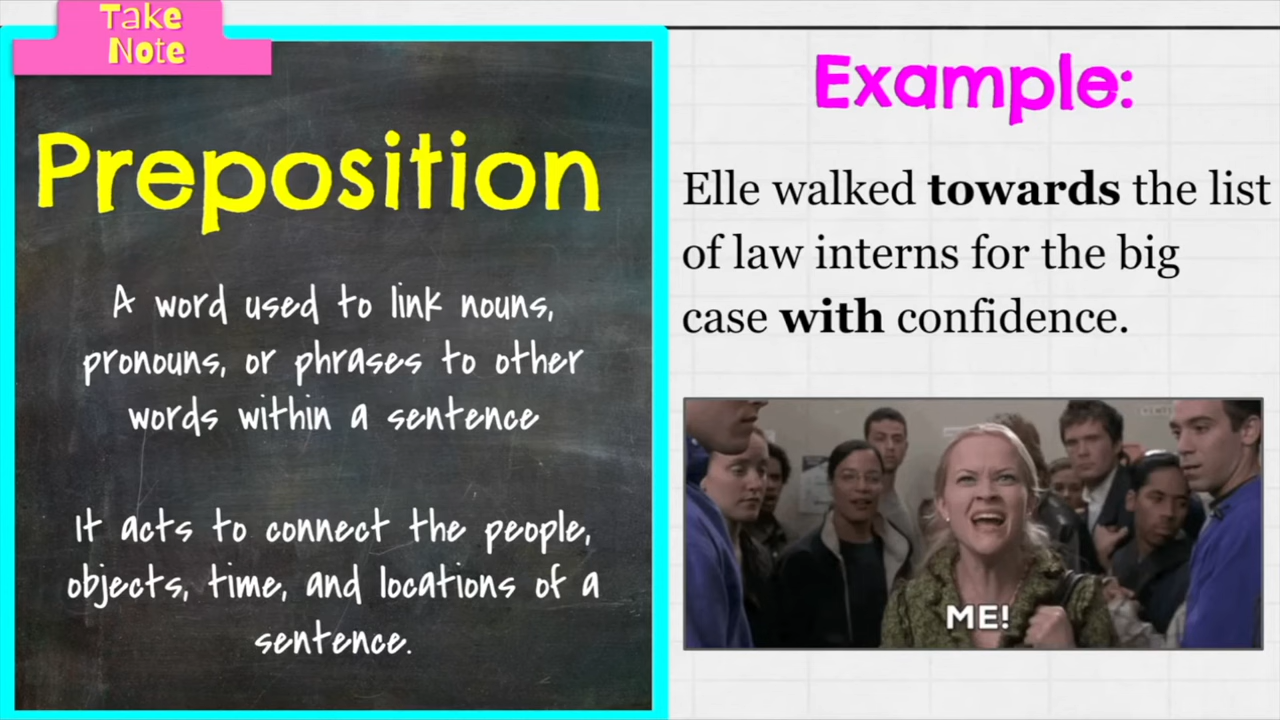 Take
Note
Preposition
A word used to link nouns,
pronouns, or phrases to other
words within a sentence
It acts to connect the people,
objects, time, and locations of a
sentence.
Example:
Elle walked towards the list
of law interns for the big
case with confidence.
ME!